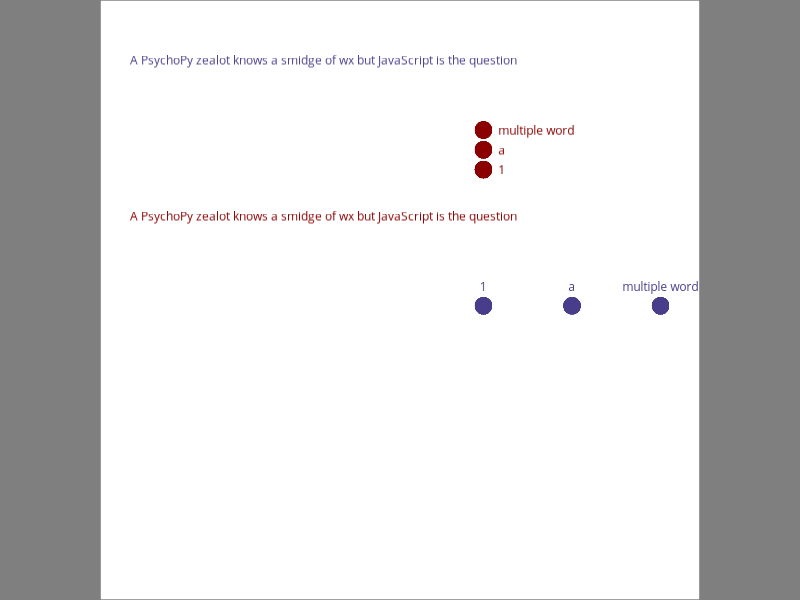 A PsychoPy zealot knows a smidge of wx but JavaScript is the question
multiple word
a
1
A PsychoPy zealot knows a smidge of wx but JavaScript is the question
1 a multiple word